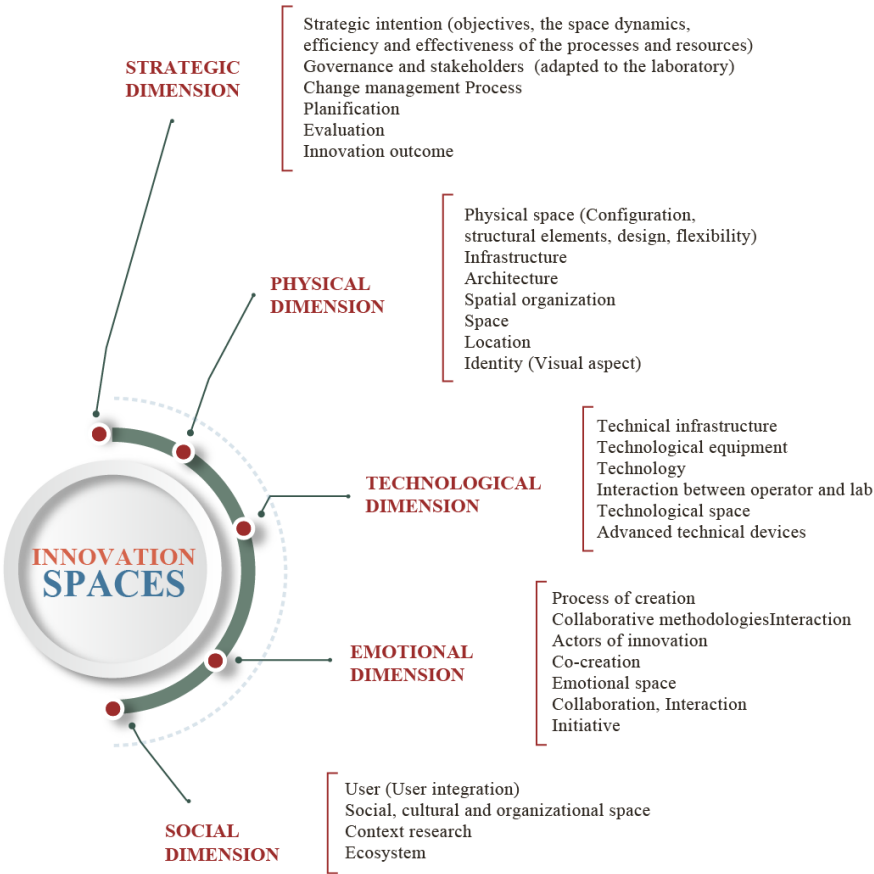 STRATEGIC
DIMENSION
Strategic intention (objectives, the space dynamics,
efficiency and effectiveness of the processes and resources)
Governance and stakeholders (adapted to the laboratory)
Change management Process
Planification
Evaluation
Innovation outcome
PHYSICAL
DIMENSION
Physical space (Configuration,
structural elements, design, flexibility)
Infrastructure
Architecture
Spatial organization
Space
Location
Identity (Visual aspect)
TECHNOLOGICAL
DIMENSION
Technical infrastructure
Technological equipment
Technology
Interaction between operator and lab
Technological space
Advanced technical devices
INNOVATION
SPACES
EMOTIONAL
DIMENSION
Process of creation
Collaborative methodologiesInteraction
Actors of innovation
Co-creation
Emotional space
Collaboration, Interaction
Initiative
SOCIAL
DIMENSION
User (User integration)
Social, cultural and organizational space
Context research
Ecosystem